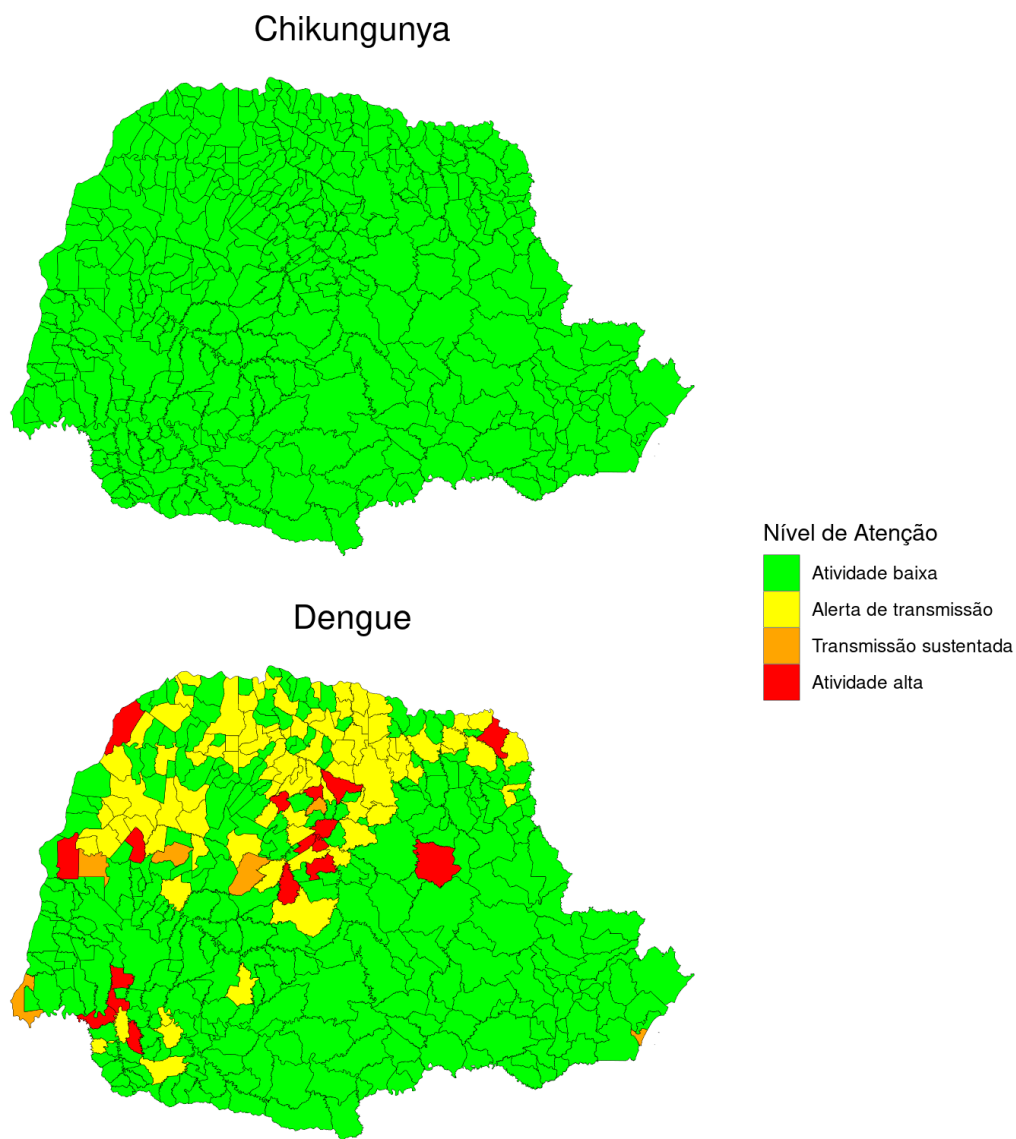 Chikungunya
Nível de Atenção
Atividade baixa
Alerta de transmissão
Transmissão sustentada
Atividade alta
Dengue